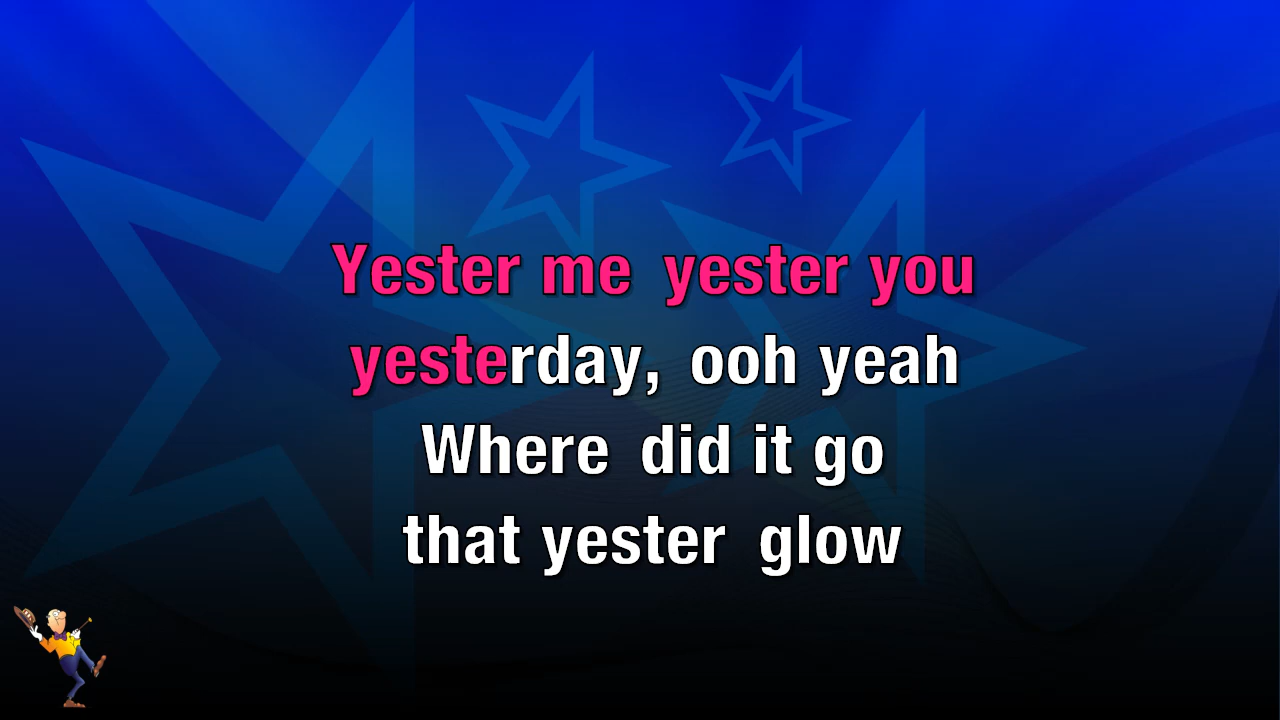 Yester me yester you
yesterday, ooh yeah
Where did it go
that yester glow